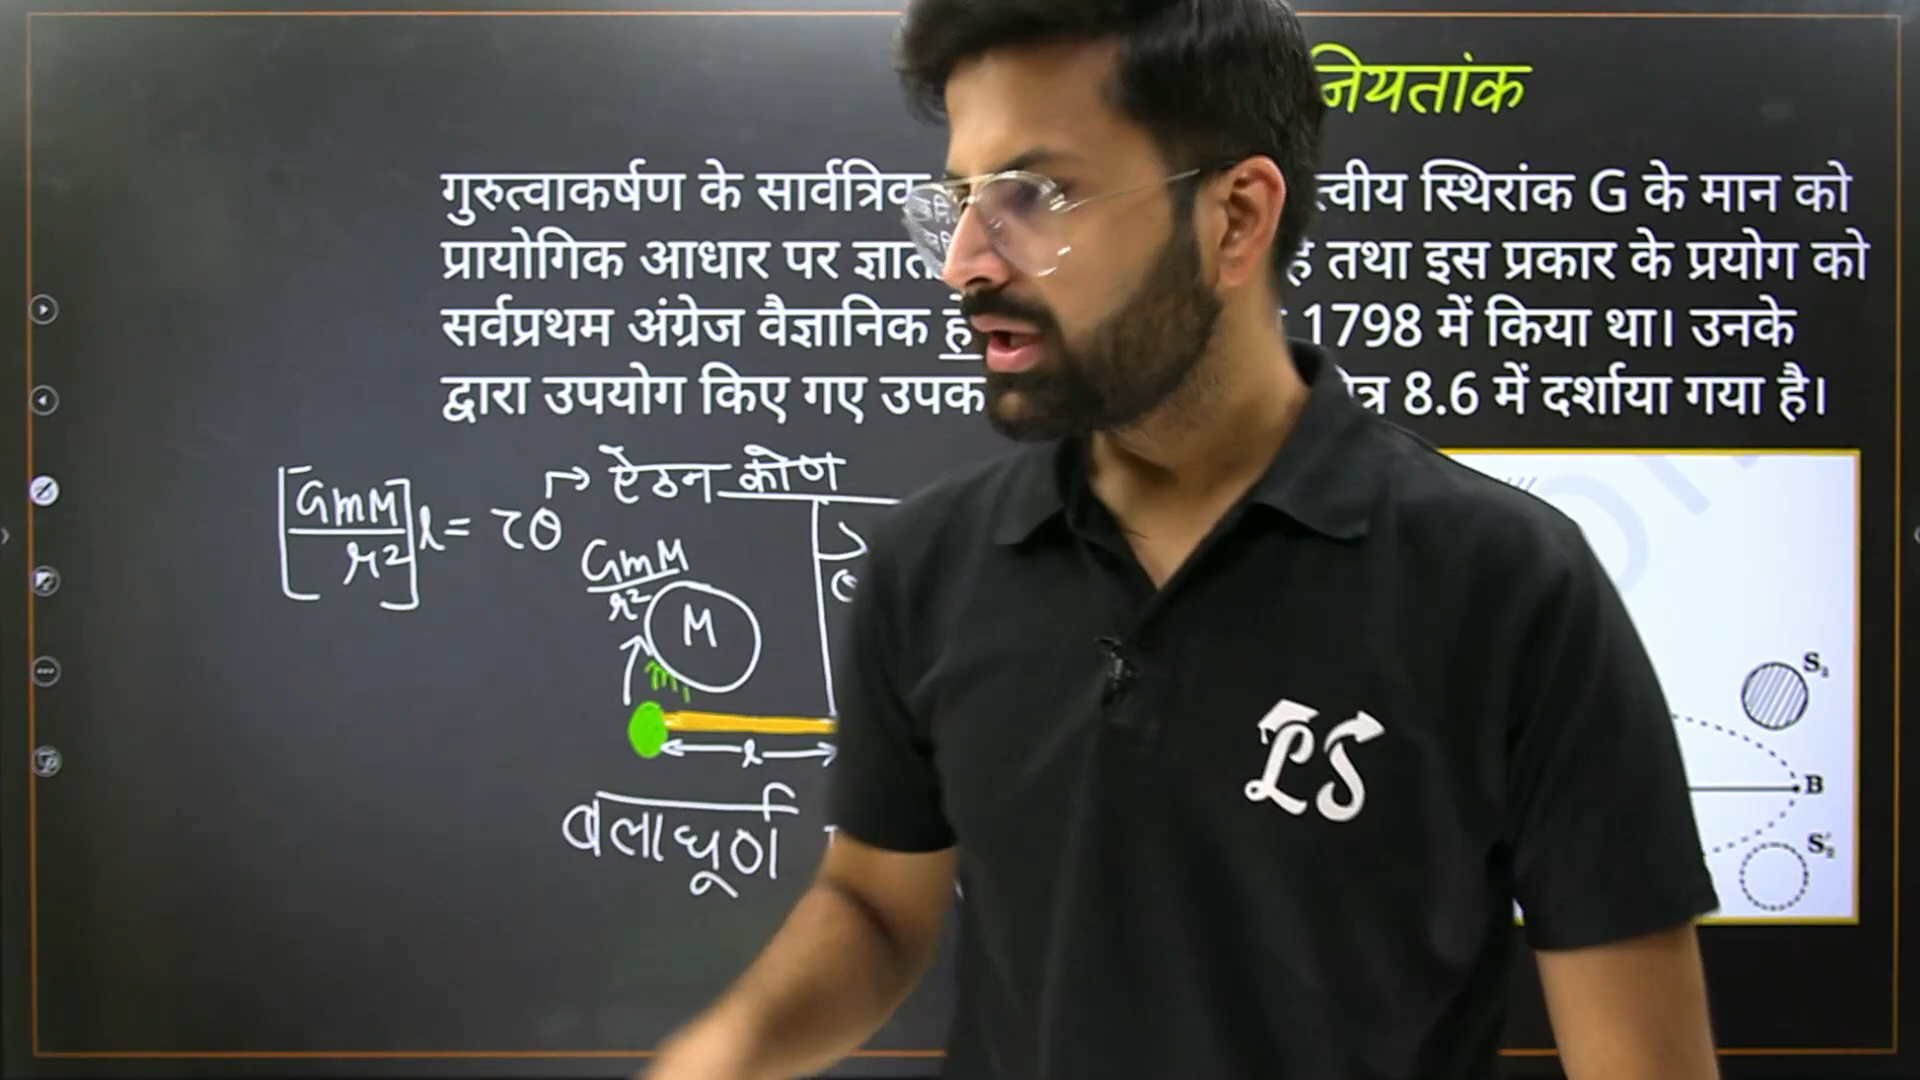 नियतांक
गुरुत्वाकर्षण के सार्वत्रिक स्थिरांक G के मान को
प्रायोगिक आधार पर तथा इस प्रकार के प्रयोग को
सर्वप्रथम अंग्रेज वैज्ञानिक 1798 में किया था। उनके
द्वारा उपयोग किए गए 8.6 में दर्शाया गया है।
→ ऐंठन कोण
[GmM/r²] l = τθ
GmM/r²
M
m₁
l
बलाघूर्ण
S₂
B
S₂'
LS